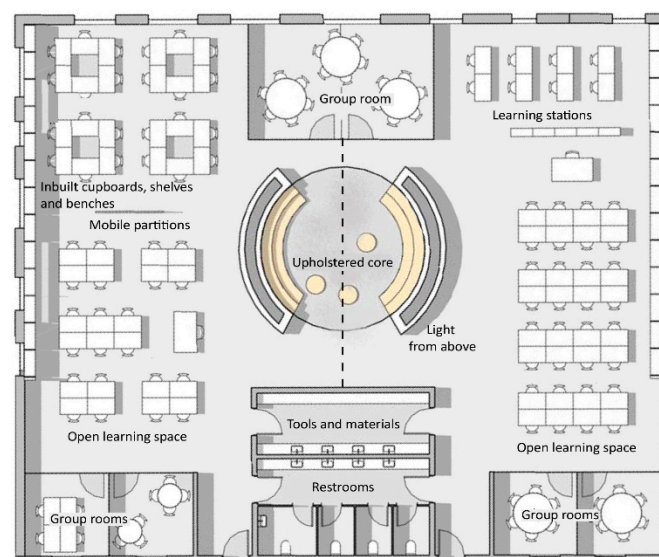 Group room
Learning stations
Inbuilt cupboards, shelves
and benches
Mobile partitions
Upholstered core
Light
from above
Tools and materials
Open learning space
Open learning space
Restrooms
Group rooms
Group rooms